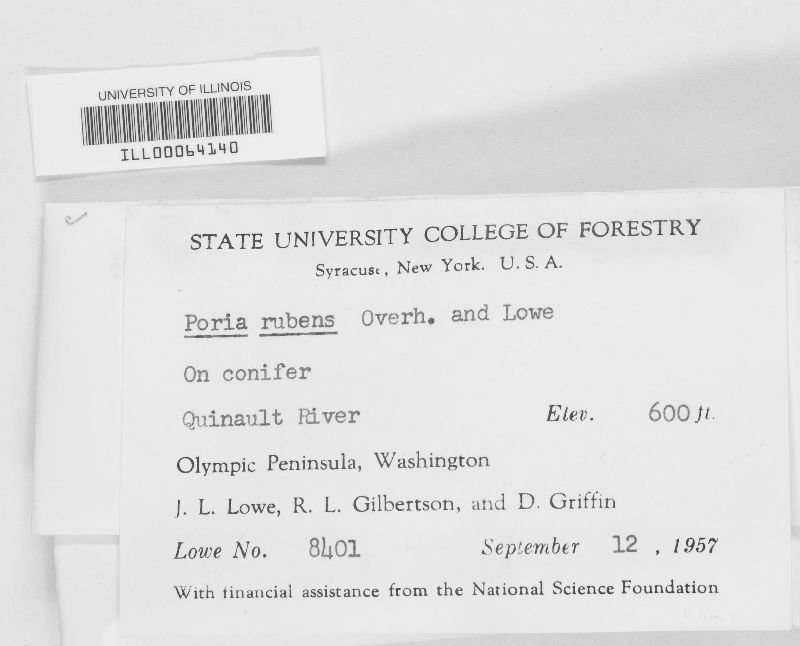 UNIVERSITY OF ILLINOIS
ILL00064140
STATE UNIVERSITY COLLEGE OF FORESTRY
Syracuse, New York. U. S. A.
Poria rubens Overh. and Lowe
On conifer
Quinault River Elev. 600 ft.
Olympic Peninsula, Washington
J. L. Lowe, R. L. Gilbertson, and D. Griffin
Lowe No. 8401 September 12 , 1957
With financial assistance from the National Science Foundation